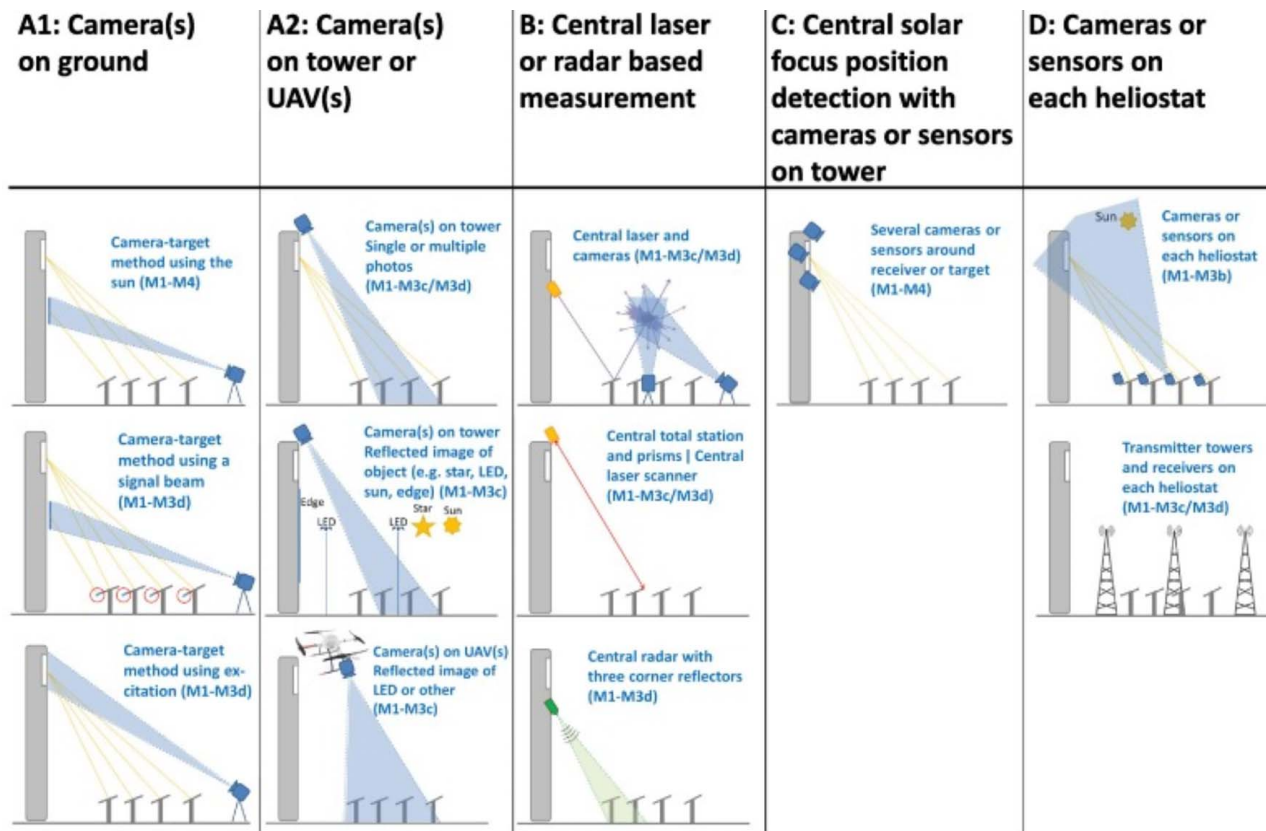 A1: Camera(s)
on ground
A2: Camera(s)
on tower or
UAV(s)
B: Central laser
or radar based
measurement
C: Central solar
focus position
detection with
cameras or sensors
on tower
D: Cameras or
sensors on
each heliostat
Camera-target
method using the
sun (M1-M4)
Camera(s) on tower
Single or multiple
photos
(M1-M3c/M3d)
Central laser and
cameras (M1-M3c/M3d)
Several cameras or
sensors around
receiver or target
(M1-M4)
Sun
Cameras or
sensors on
each heliostat
(M1-M3b)
Camera-target
method using a
signal beam
(M1-M3d)
Camera(s) on tower
Reflected image of
object (e.g. star, LED,
sun, edge) (M1-M3c)
Edge
LED
LED
Star
Sun
Central total station
and prisms | Central
laser scanner
(M1-M3c/M3d)
Transmitter towers
and receivers on
each heliostat
(M1-M3c/M3d)
Camera-target
method using ex-
citation (M1-M3d)
Camera(s) on UAV(s)
Reflected image of
LED or other
(M1-M3c)
Central radar with
three corner reflectors
(M1-M3d)